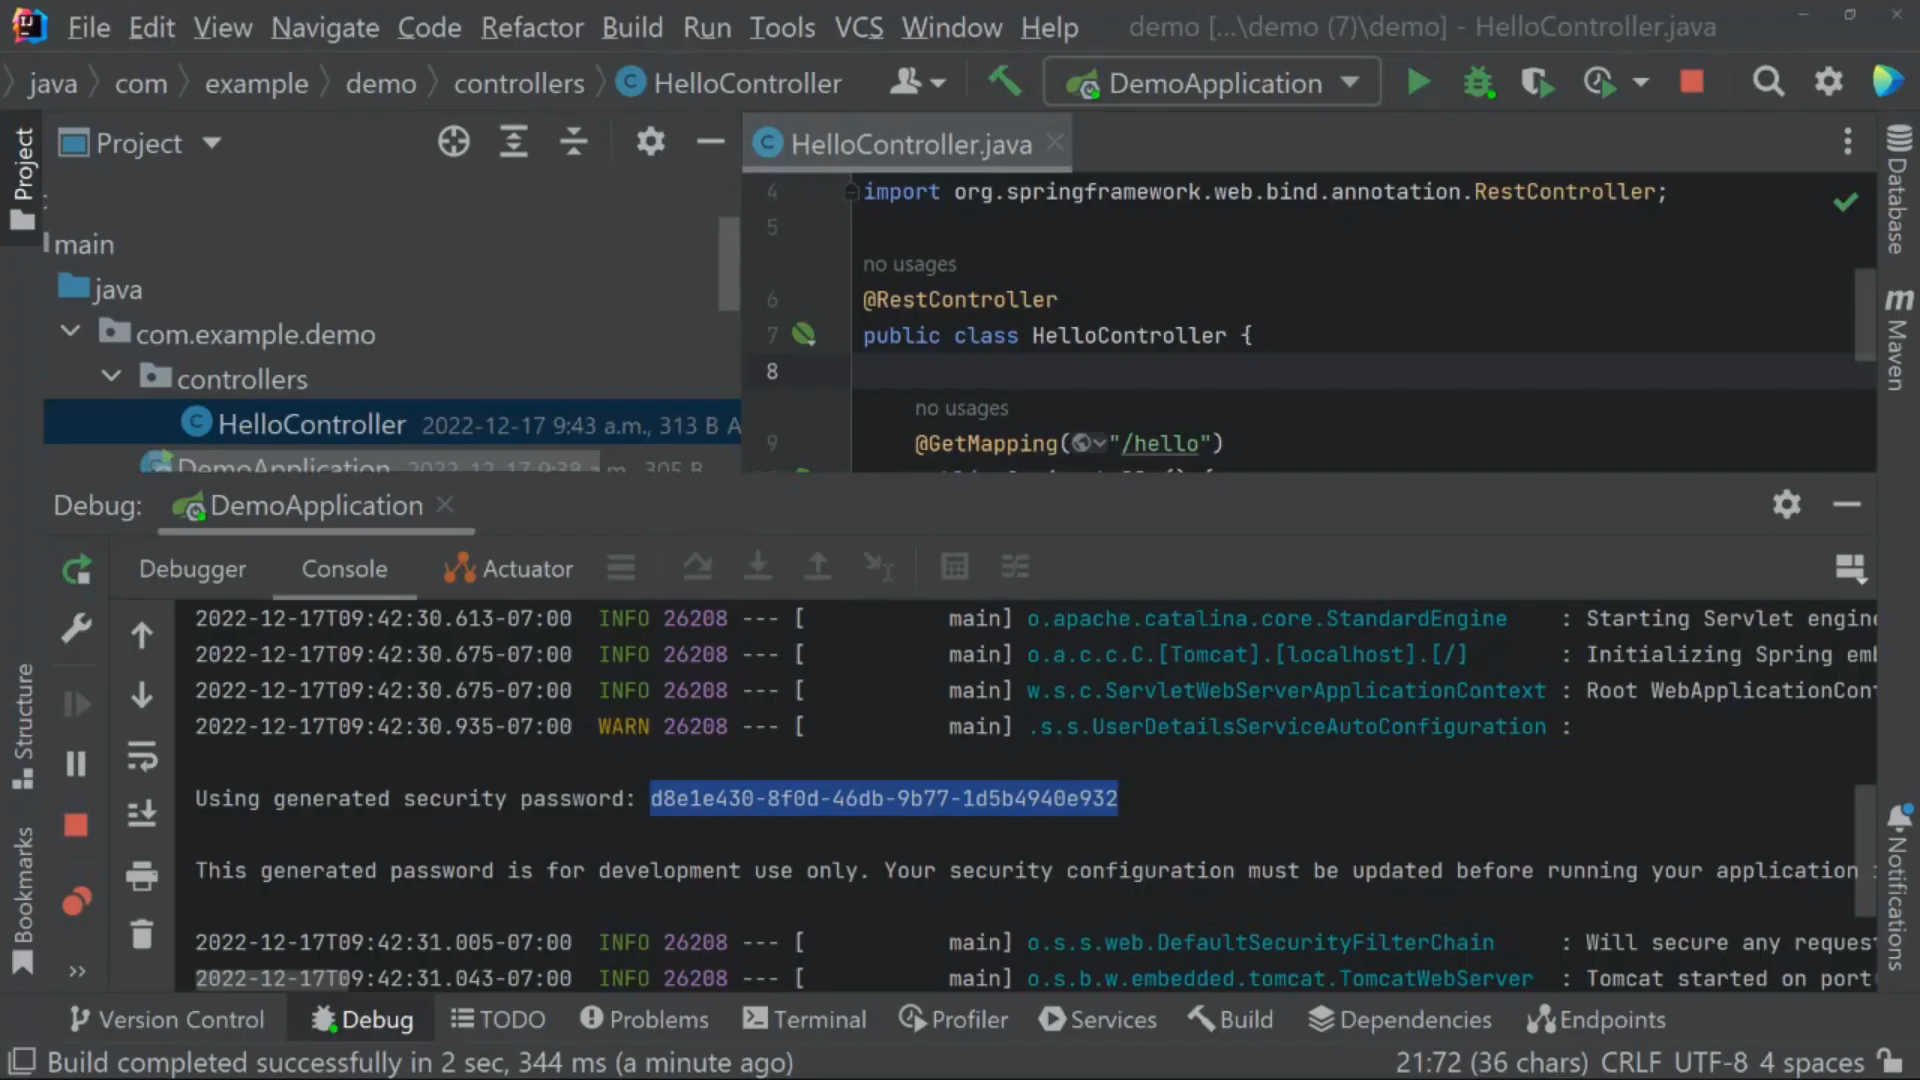 File Edit View Navigate Code Refactor Build Run Tools VCS Window Help demo [...\demo (7)\demo] - HelloController.java
java com example demo controllers HelloController DemoApplication
Project
Project
HelloController.java
main
java
com.example.demo
controllers
HelloController 2022-12-17 9:43 a.m., 313 B A
DemoApplication 2022-12-17 9:38 a.m. 305 B
4 import org.springframework.web.bind.annotation.RestController;
5
no usages
6 @RestController
7 public class HelloController {
8
no usages
9 @GetMapping("/hello")
Database
Maven
Notifications
Debug: DemoApplication
Debugger Console Actuator
2022-12-17T09:42:30.613-07:00 INFO 26208 --- [ main] o.apache.catalina.core.StandardEngine : Starting Servlet engine
2022-12-17T09:42:30.675-07:00 INFO 26208 --- [ main] o.a.c.c.C.[Tomcat].[localhost].[/] : Initializing Spring emb
2022-12-17T09:42:30.675-07:00 INFO 26208 --- [ main] w.s.c.ServletWebServerApplicationContext : Root WebApplicationCont
2022-12-17T09:42:30.935-07:00 WARN 26208 --- [ main] .s.s.UserDetailsServiceAutoConfiguration :
Using generated security password: d8e1e430-8f0d-46db-9b77-1d5b4940e932
This generated password is for development use only. Your security configuration must be updated before running your application
2022-12-17T09:42:31.005-07:00 INFO 26208 --- [ main] o.s.s.web.DefaultSecurityFilterChain : Will secure any reques
2022-12-17T09:42:31.043-07:00 INFO 26208 --- [ main] o.s.b.w.embedded.tomcat.TomcatWebServer : Tomcat started on port
Structure
Bookmarks
Version Control Debug TODO Problems Terminal Profiler Services Build Dependencies Endpoints
Build completed successfully in 2 sec, 344 ms (a minute ago) 21:72 (36 chars) CRLF UTF-8 4 spaces